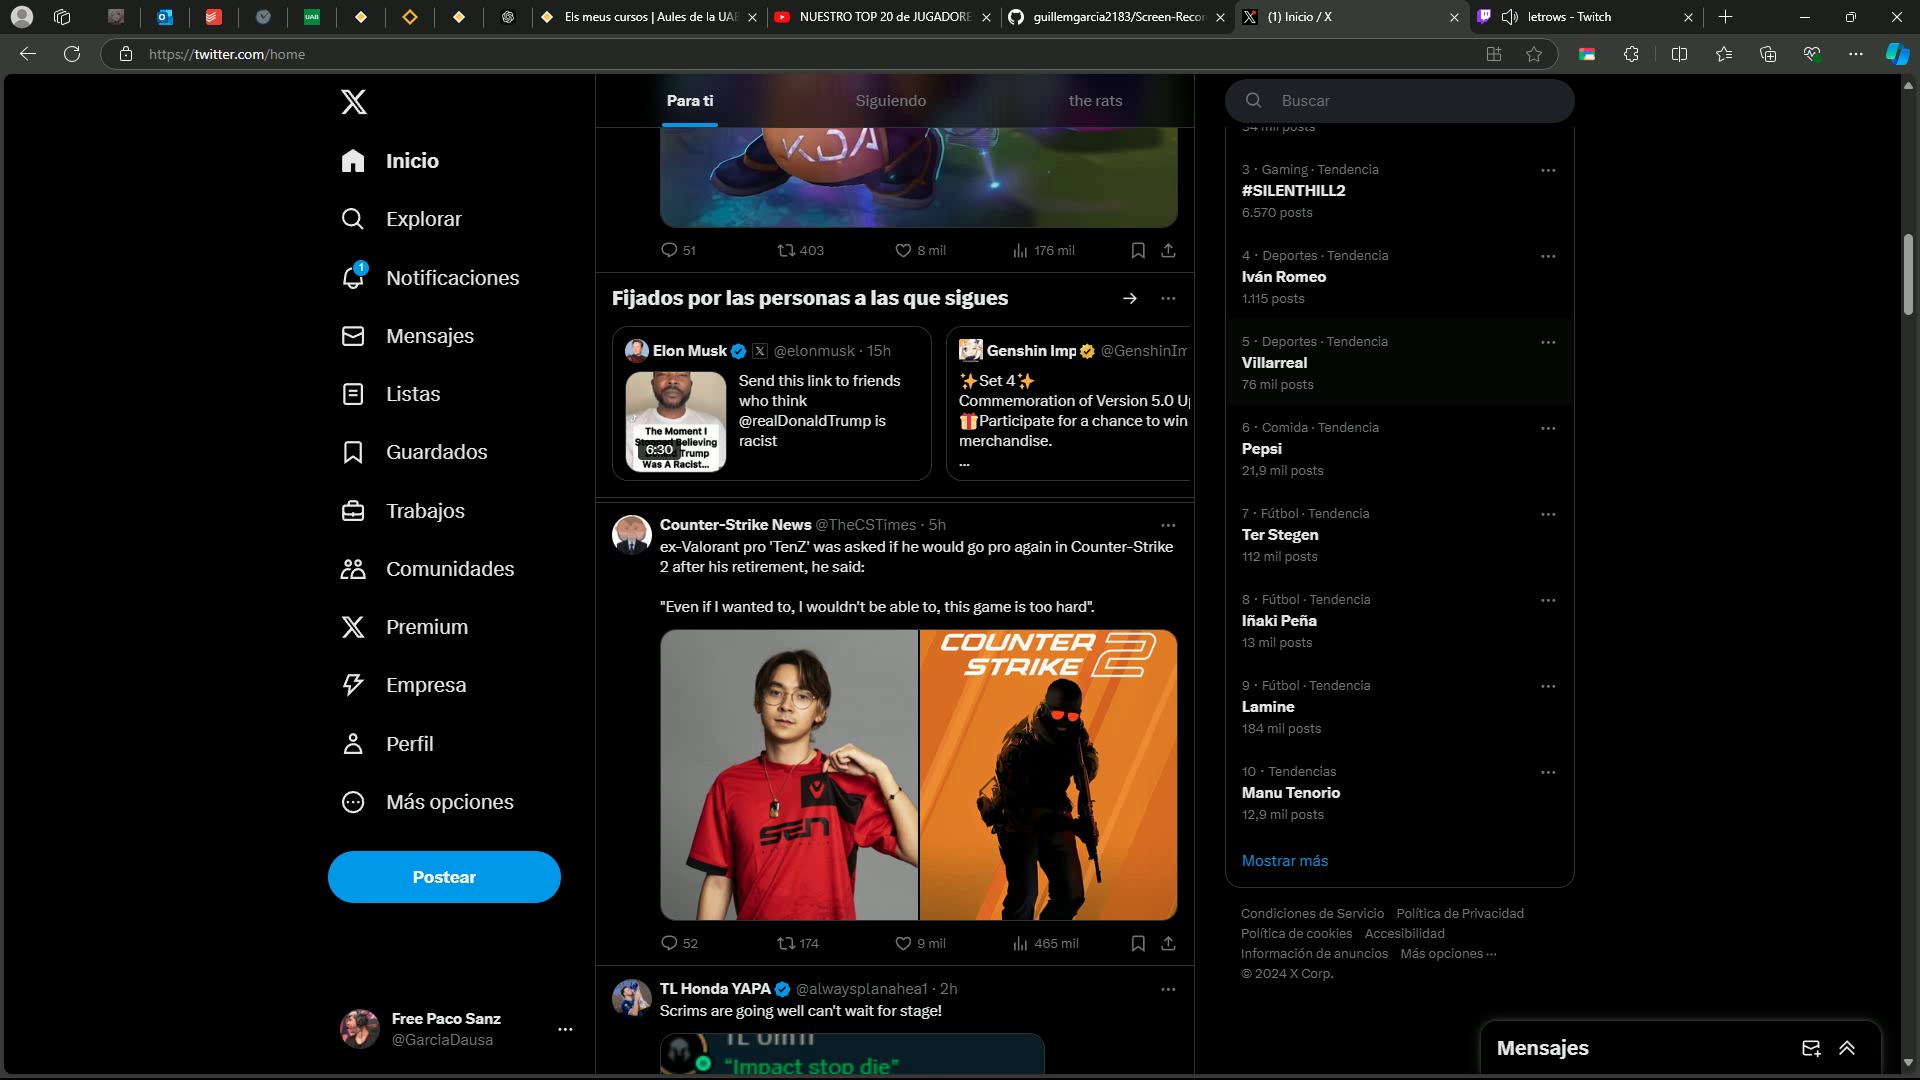 Els meus cursos | Aules de la UAB
NUESTRO TOP 20 de JUGADORE
guillemgarcia2183/Screen-Recor
(1) Inicio / X
letrows - Twitch
https://twitter.com/home
Para ti
Siguiendo
the rats
Buscar
Inicio
Explorar
1
Notificaciones
Mensajes
Listas
Guardados
Trabajos
Comunidades
Premium
Empresa
Perfil
Más opciones
Postear
Free Paco Sanz
@GarciaDausa
KDA
51
403
8 mil
176 mil
Fijados por las personas a las que sigues
Elon Musk @elonmusk · 15h
Send this link to friends
who think
@realDonaldTrump is
racist
The Moment I
Stopped Believing
Trump
Was A Racist...
6:30
Genshin Imp @GenshinIm
✨Set 4✨
Commemoration of Version 5.0 U
🎁Participate for a chance to win
merchandise.
...
Counter-Strike News @TheCSTimes · 5h
ex-Valorant pro 'TenZ' was asked if he would go pro again in Counter-Strike
2 after his retirement, he said:
"Even if I wanted to, I wouldn't be able to, this game is too hard".
SEN
COUNTER
STRIKE 2
52
174
9 mil
465 mil
TL Honda YAPA @alwaysplanahea1 · 2h
Scrims are going well can't wait for stage!
"Impact stop die"
34 mil posts
3 · Gaming · Tendencia
#SILENTHILL2
6.570 posts
4 · Deportes · Tendencia
Iván Romeo
1.115 posts
5 · Deportes · Tendencia
Villarreal
76 mil posts
6 · Comida · Tendencia
Pepsi
21,9 mil posts
7 · Fútbol · Tendencia
Ter Stegen
112 mil posts
8 · Fútbol · Tendencia
Iñaki Peña
13 mil posts
9 · Fútbol · Tendencia
Lamine
184 mil posts
10 · Tendencias
Manu Tenorio
12,9 mil posts
Mostrar más
Condiciones de Servicio Política de Privacidad
Política de cookies Accesibilidad
Información de anuncios Más opciones ···
© 2024 X Corp.
Mensajes